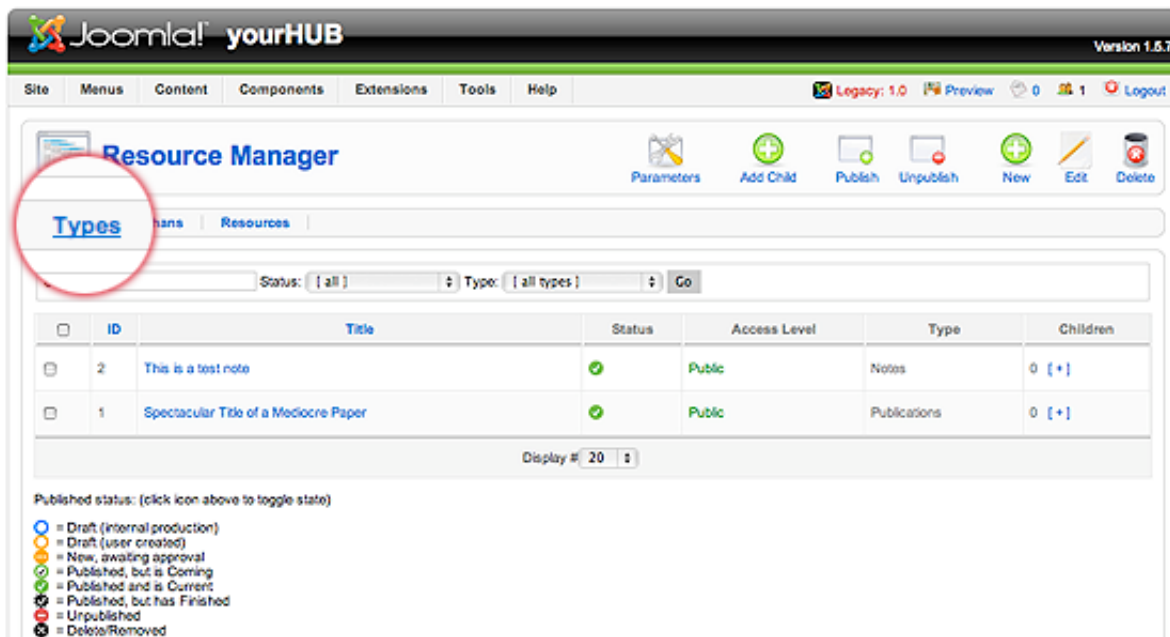 Joomla! yourHUB
Version 1.5.7
Site Menus Content Components Extensions Tools Help Legacy: 1.0 Preview 0 1 Logout
Resource Manager
Parameters Add Child Publish Unpublish New Edit Delete
Types Resources
Status: [ all ] Type: [ all types ] Go
ID Title Status Access Level Type Children
2 This is a test note Public Notes 0 [ + ]
1 Spectacular Title of a Mediocre Paper Public Publications 0 [ + ]
Display # 20
Published status: (click icon above to toggle state)
= Draft (internal production)
= Draft (user created)
= New, awaiting approval
= Published, but is Coming
= Published and is Current
= Published, but has Finished
= Unpublished
= Delete/Removed